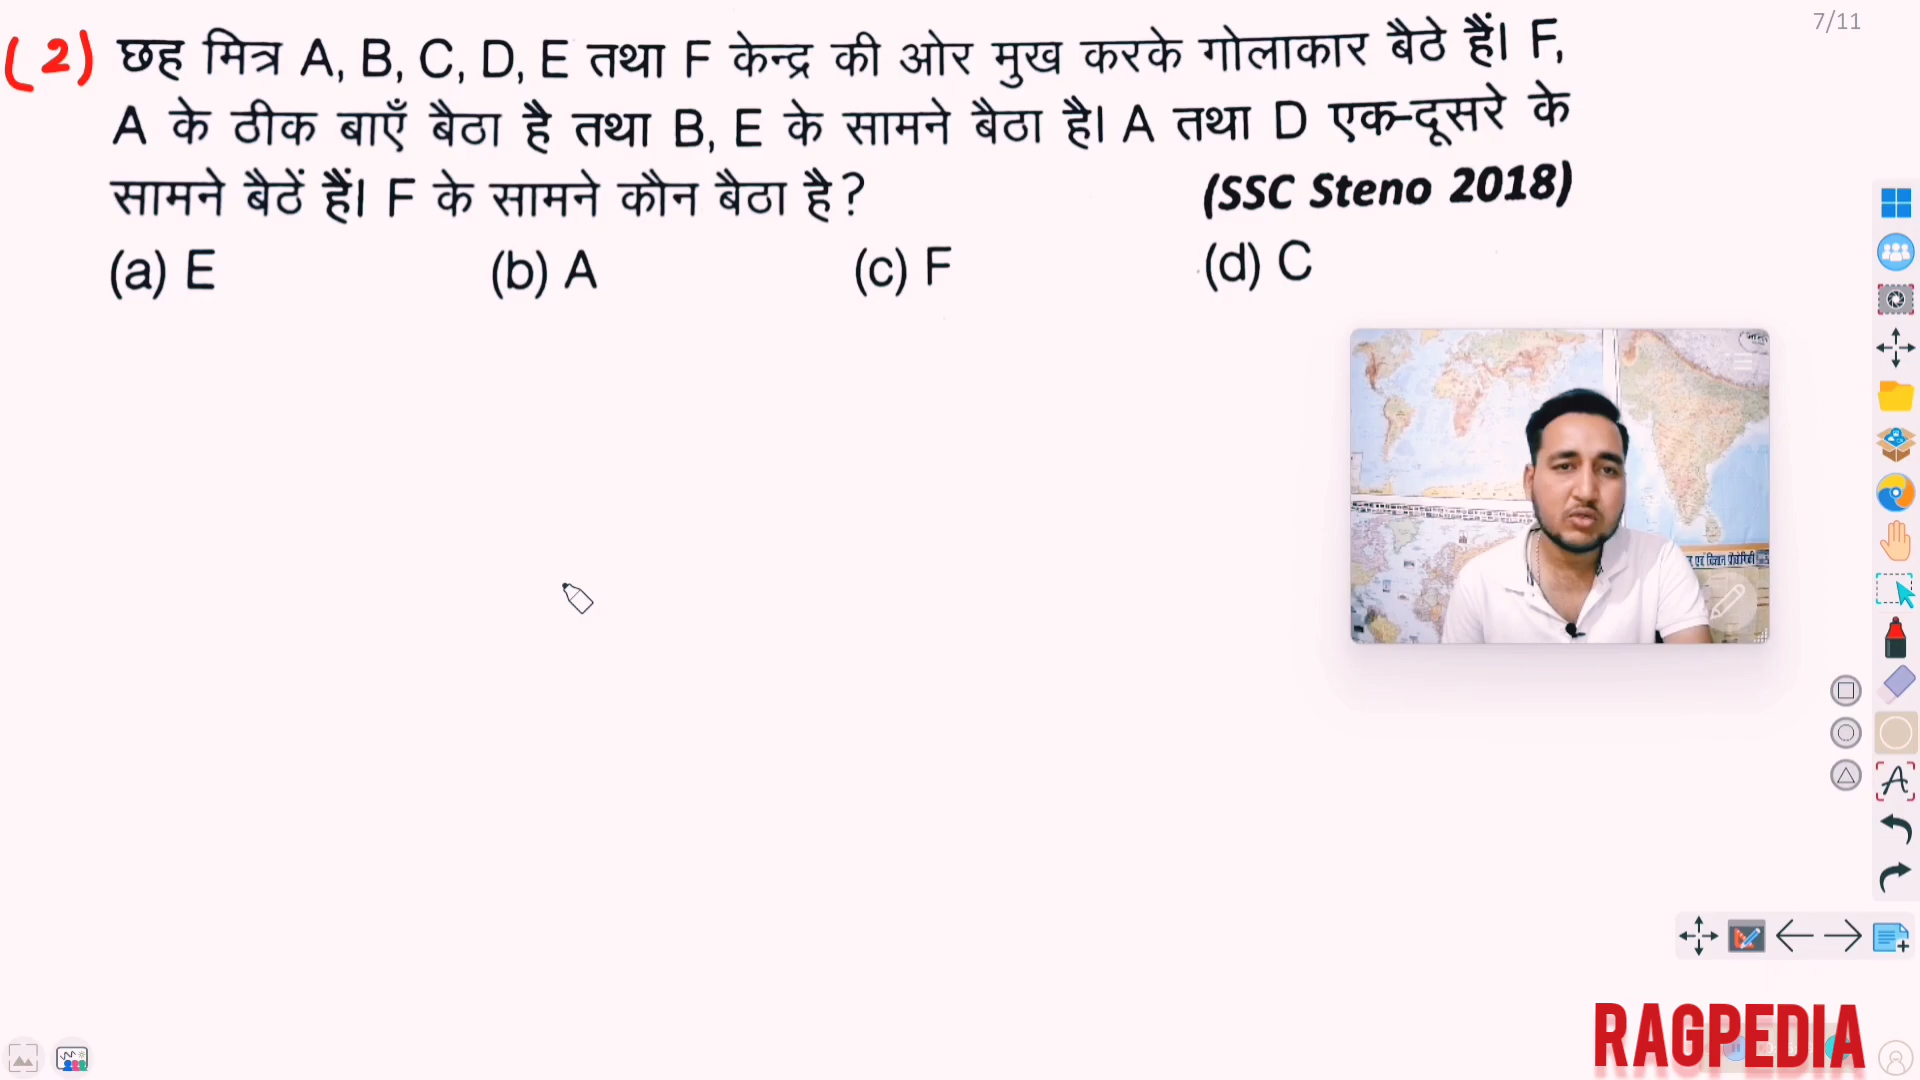 7/11
(2) छह मित्र A, B, C, D, E तथा F केन्द्र की ओर मुख करके गोलाकार बैठे हैं। F,
A के ठीक बाएँ बैठा है तथा B, E के सामने बैठा है। A तथा D एक-दूसरे के
सामने बैठें हैं। F के सामने कौन बैठा है?
(SSC Steno 2018)
(a) E (b) A (c) F (d) C
RAGPEDIA